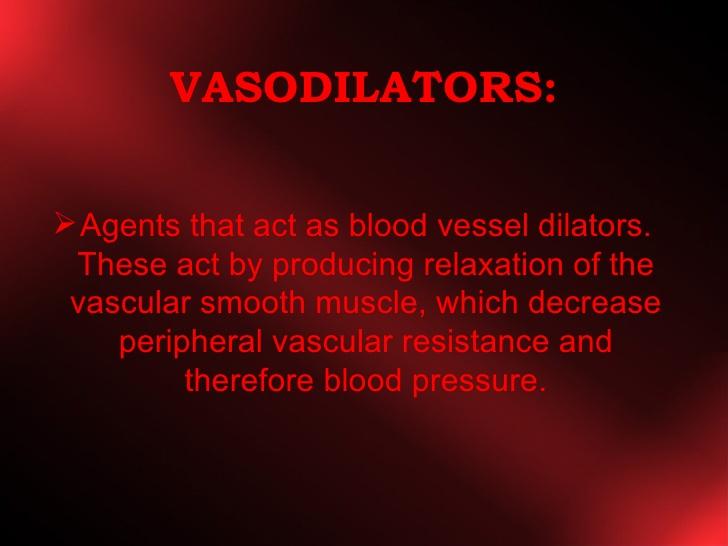 VASODILATORS:
➢Agents that act as blood vessel dilators.
These act by producing relaxation of the
vascular smooth muscle, which decrease
peripheral vascular resistance and
therefore blood pressure.